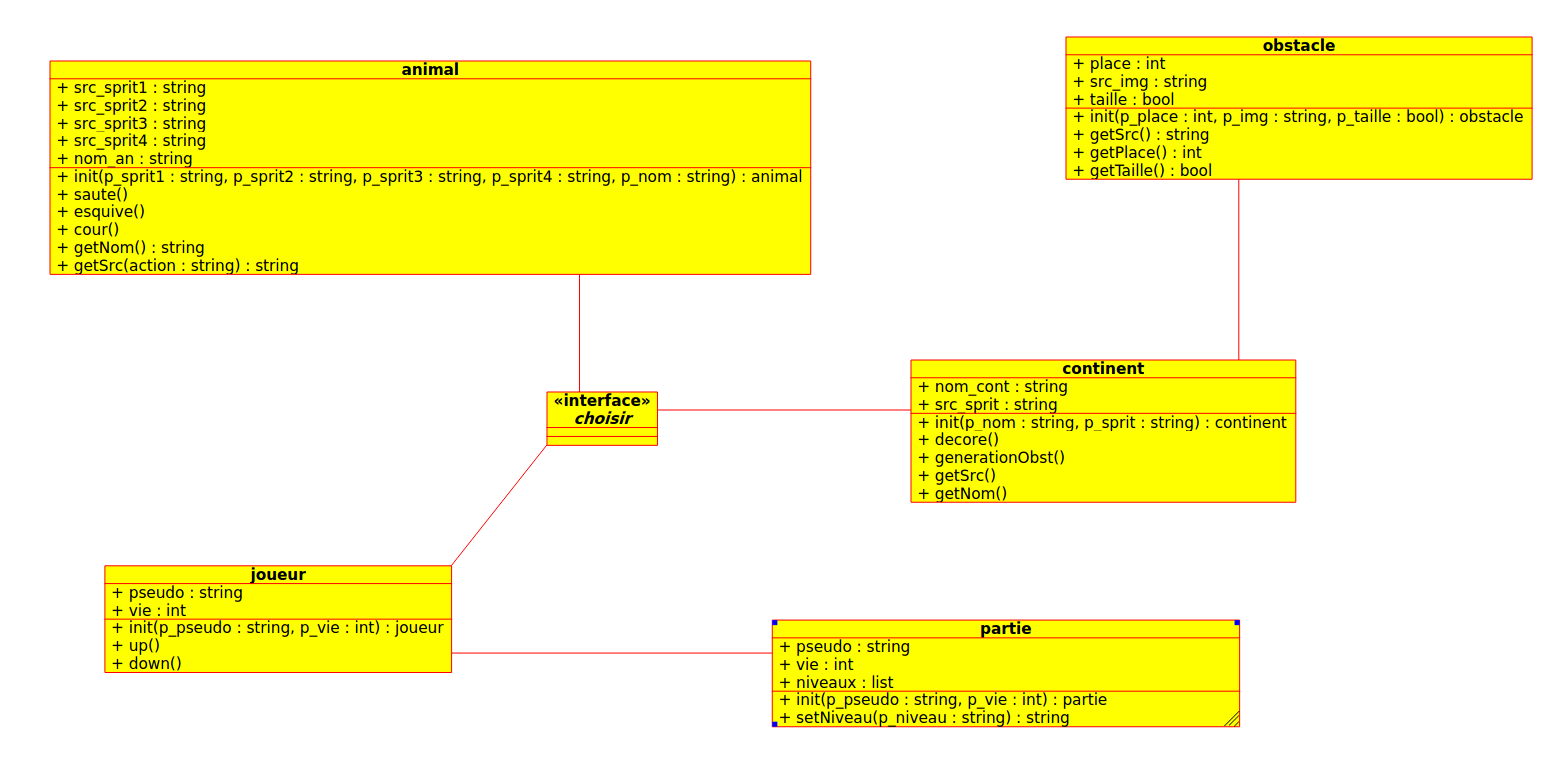 animal
+ src_sprit1 : string
+ src_sprit2 : string
+ src_sprit3 : string
+ src_sprit4 : string
+ nom_an : string
+ init(p_sprit1 : string, p_sprit2 : string, p_sprit3 : string, p_sprit4 : string, p_nom : string) : animal
+ saute()
+ esquive()
+ cour()
+ getNom() : string
+ getSrc(action : string) : string
obstacle
+ place : int
+ src_img : string
+ taille : bool
+ init(p_place : int, p_img : string, p_taille : bool) : obstacle
+ getSrc() : string
+ getPlace() : int
+ getTaille() : bool
«interface»
choisir
continent
+ nom_cont : string
+ src_sprit : string
+ init(p_nom : string, p_sprit : string) : continent
+ decore()
+ generationObst()
+ getSrc()
+ getNom()
joueur
+ pseudo : string
+ vie : int
+ init(p_pseudo : string, p_vie : int) : joueur
+ up()
+ down()
partie
+ pseudo : string
+ vie : int
+ niveaux : list
+ init(p_pseudo : string, p_vie : int) : partie
+ setNiveau(p_niveau : string) : string